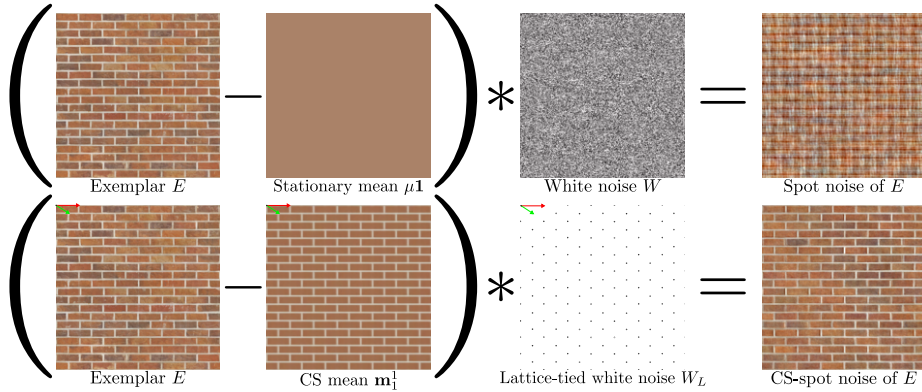 ( − ) * =
Exemplar E
Stationary mean μ1
White noise W
Spot noise of E
( − ) * =
Exemplar E
CS mean m₁¹
Lattice-tied white noise W_L
CS-spot noise of E